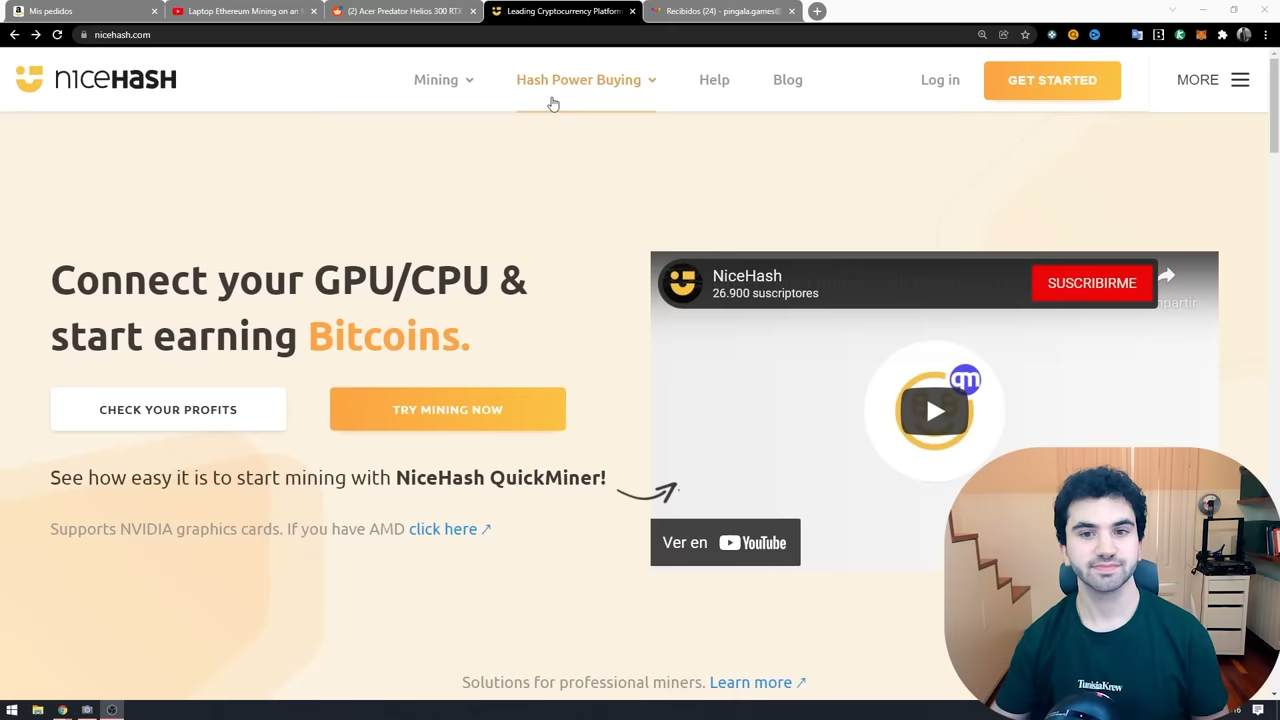 Mis pedidos
Laptop Ethereum Mining on an
(2) Acer Predator Helios 300 RTX
Leading Cryptocurrency Platform
Recibidos (24) - pingala.games@
nicehash.com
niceHASH
Mining
Hash Power Buying
Help
Blog
Log in
GET STARTED
MORE
Connect your GPU/CPU &
start earning Bitcoins.
NiceHash
26.900 suscriptores
SUSCRIBIRME
CHECK YOUR PROFITS
TRY MINING NOW
qm
See how easy it is to start mining with NiceHash QuickMiner!
Supports NVIDIA graphics cards. If you have AMD click here
Ver en YouTube
Solutions for professional miners. Learn more
TunisiaKrew